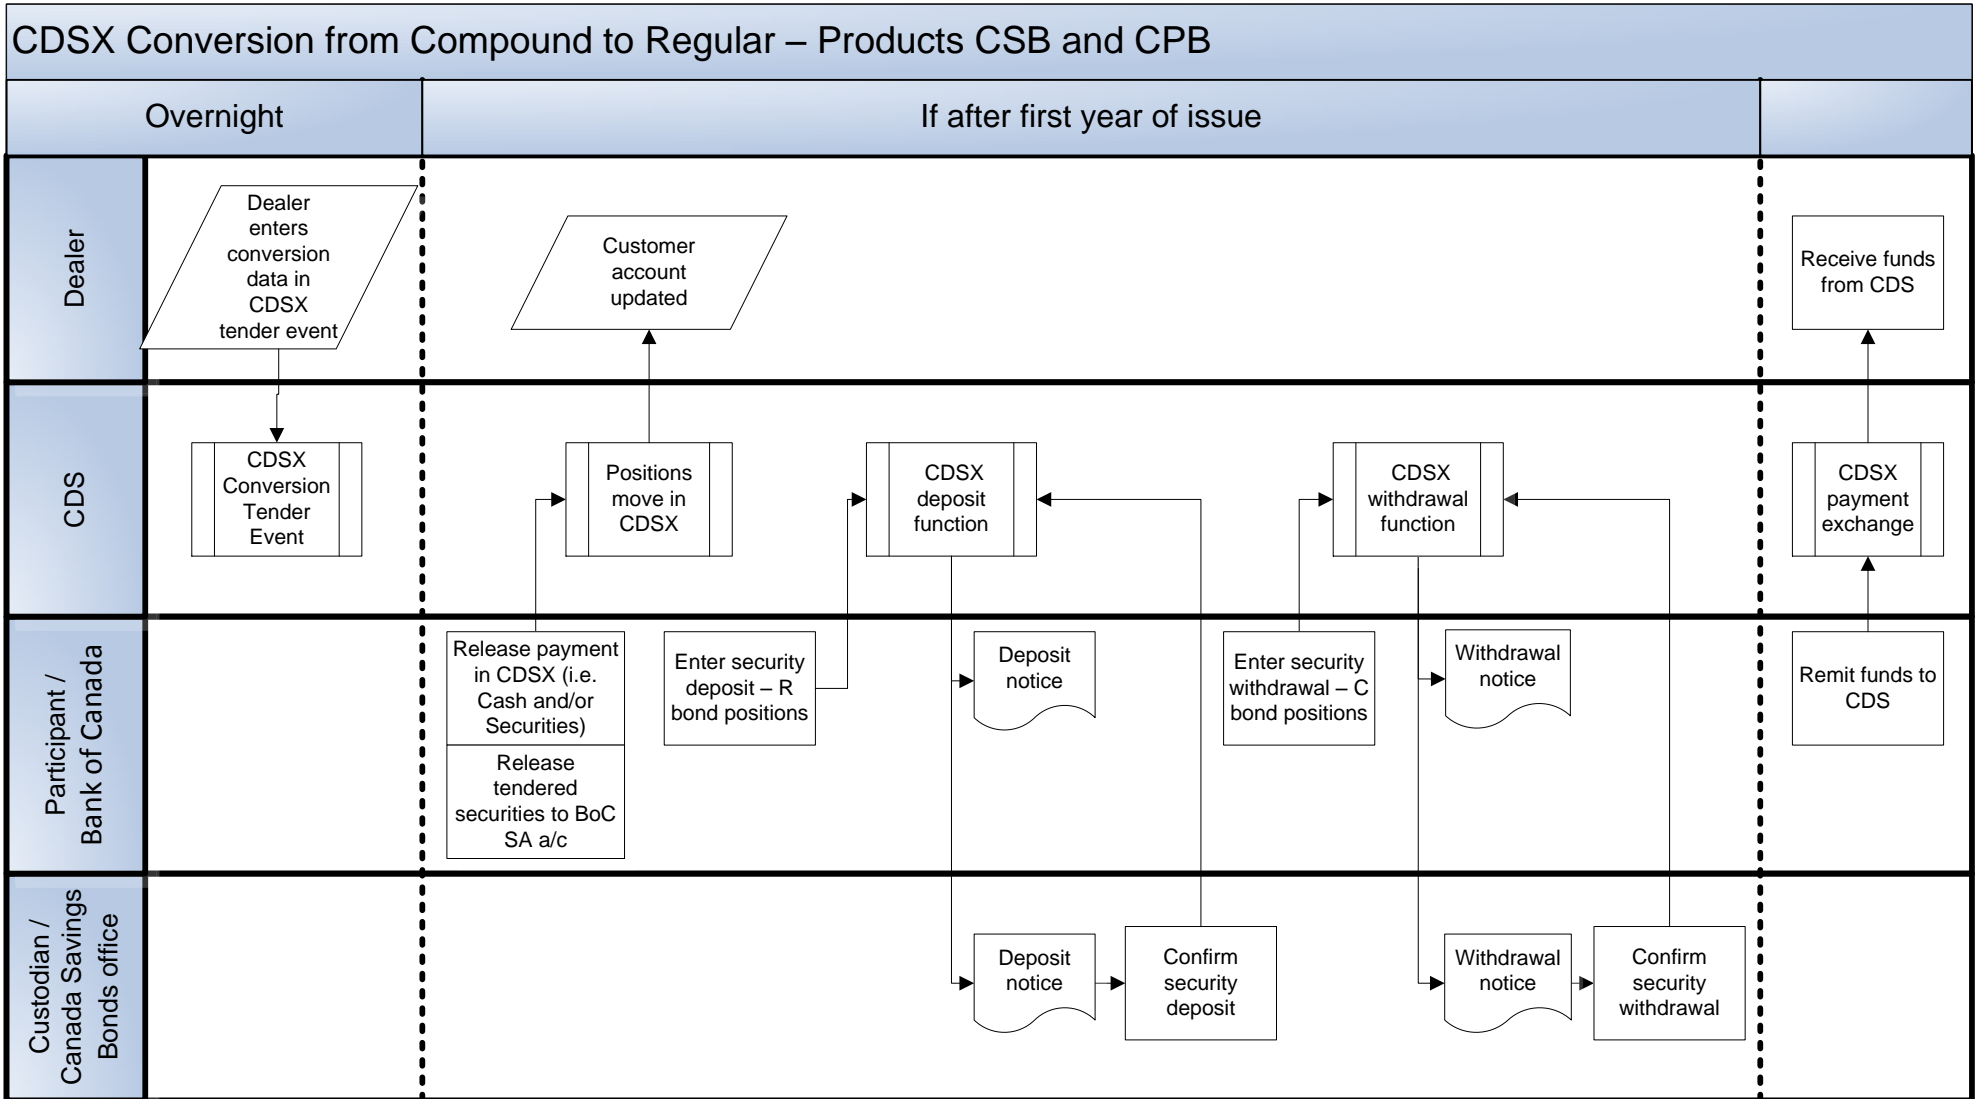 CDSX Conversion from Compound to Regular – Products CSB and CPB
Overnight
If after first year of issue
Dealer
Dealer
enters
conversion
data in
CDSX
tender event
Customer
account
updated
Receive funds
from CDS
CDS
CDSX
Conversion
Tender
Event
Positions
move in
CDSX
CDSX
deposit
function
CDSX
withdrawal
function
CDSX
payment
exchange
Participant /
Bank of Canada
Release payment
in CDSX (i.e.
Cash and/or
Securities)
Release
tendered
securities to BoC
SA a/c
Enter security
deposit – R
bond positions
Deposit
notice
Enter security
withdrawal – C
bond positions
Withdrawal
notice
Remit funds to
CDS
Custodian /
Canada Savings
Bonds office
Deposit
notice
Confirm
security
deposit
Withdrawal
notice
Confirm
security
withdrawal